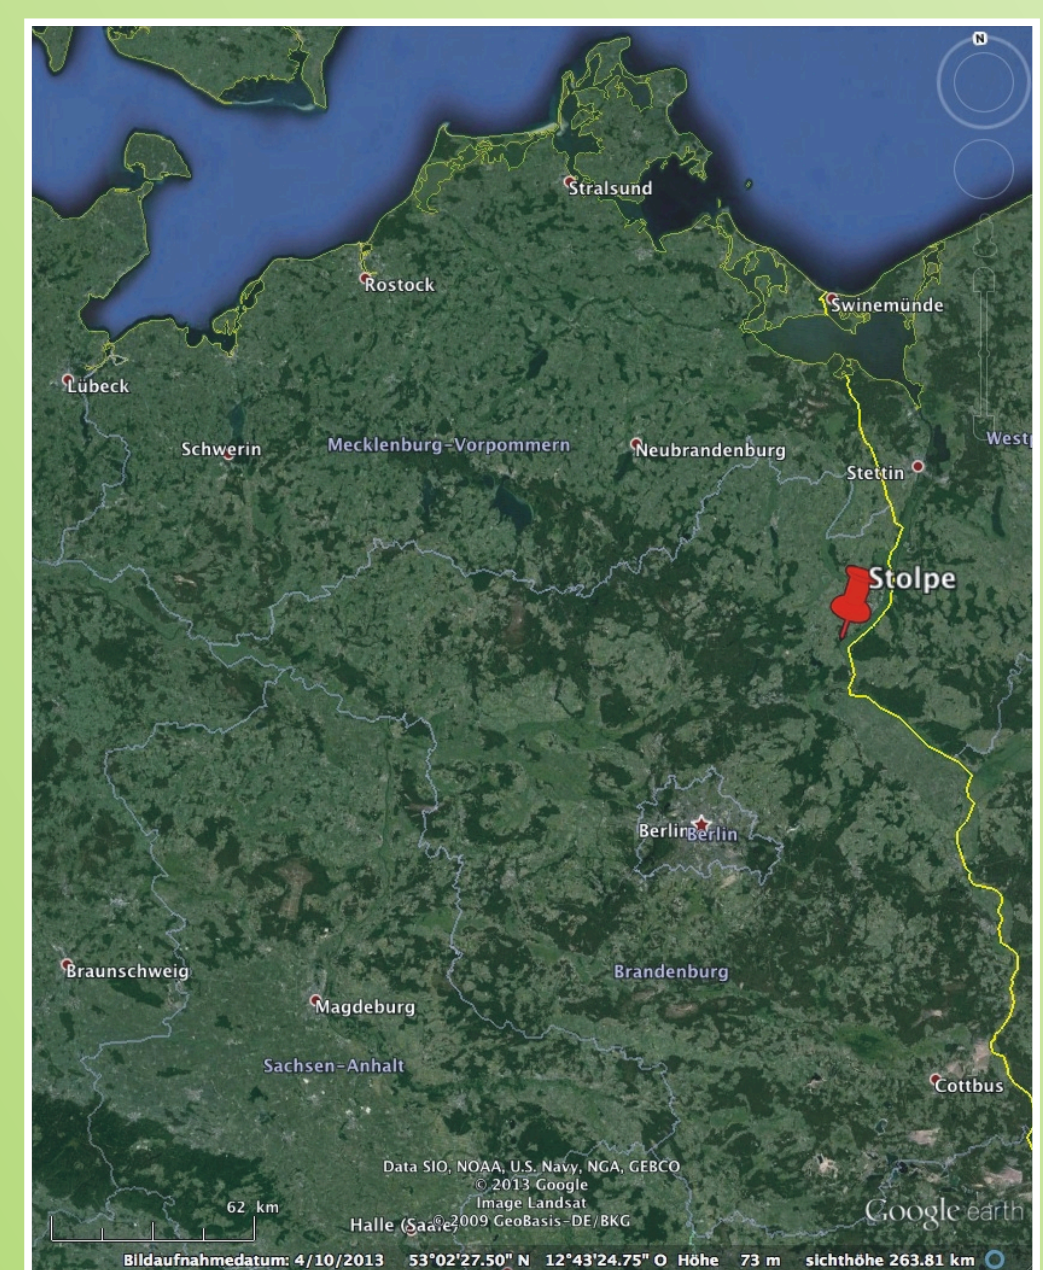 N
Stralsund
Rostock
Swinemünde
Lübeck
Schwerin
Mecklenburg-Vorpommern
Neubrandenburg
Westp
Stettin
Stolpe
Berlin
Berlin
Braunschweig
Brandenburg
Magdeburg
Sachsen-Anhalt
Cottbus
Data SIO, NOAA, U.S. Navy, NGA, GEBCO
© 2013 Google
Image Landsat
© 2009 GeoBasis-DE/BKG
62 km
Halle (Saale)
Google earth
Bildaufnahmedatum: 4/10/2013 53°02'27.50" N 12°43'24.75" O Höhe 73 m sichthöhe 263.81 km